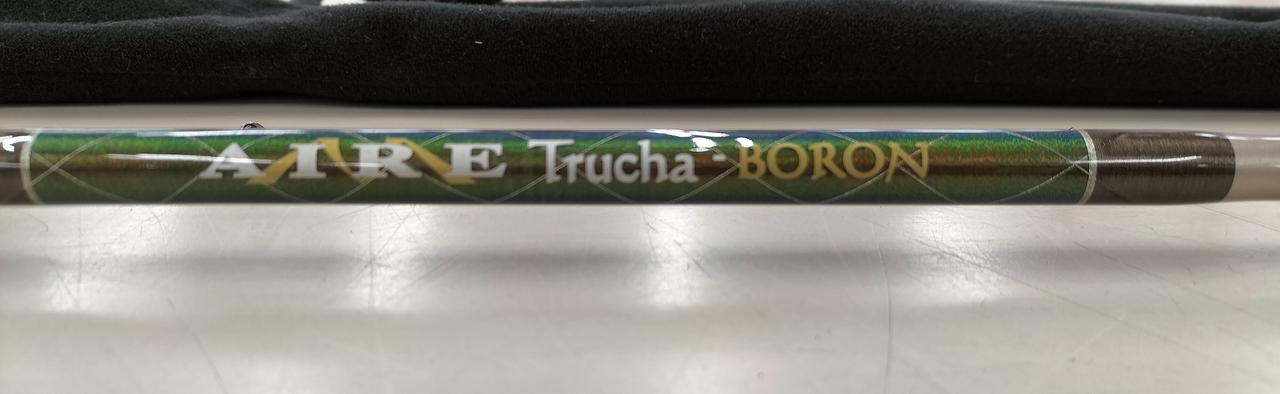 AIRE Trucha - BORON